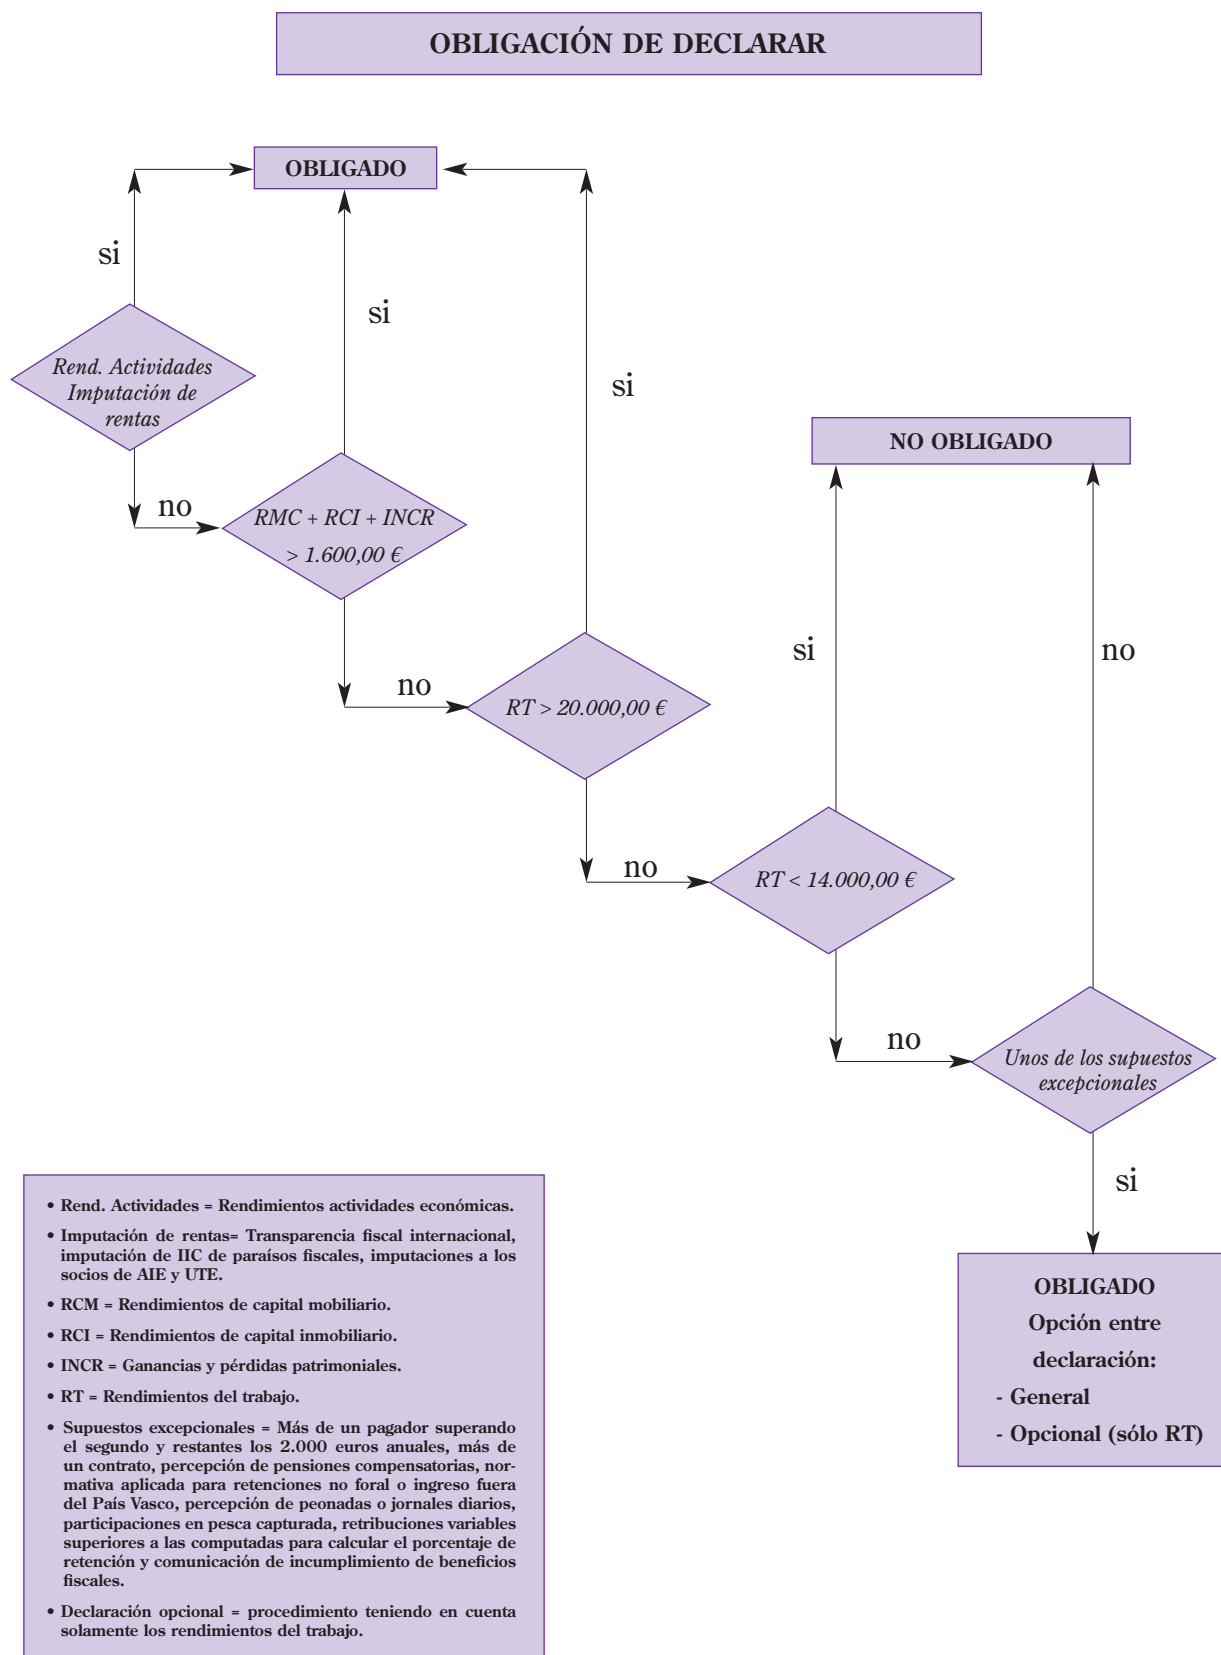 OBLIGACIÓN DE DECLARAR
OBLIGADO
si
si
si
Rend. Actividades
Imputación de
rentas
no
RMC + RCI + INCR
> 1.600,00 €
no
RT > 20.000,00 €
NO OBLIGADO
si
no
no
RT < 14.000,00 €
no
Unos de los supuestos
excepcionales
si
OBLIGADO
Opción entre
declaración:
- General
- Opcional (sólo RT)
• Rend. Actividades = Rendimientos actividades económicas.
• Imputación de rentas= Transparencia fiscal internacional,
imputación de IIC de paraísos fiscales, imputaciones a los
socios de AIE y UTE.
• RCM = Rendimientos de capital mobiliario.
• RCI = Rendimientos de capital inmobiliario.
• INCR = Ganancias y pérdidas patrimoniales.
• RT = Rendimientos del trabajo.
• Supuestos excepcionales = Más de un pagador superando
el segundo y restantes los 2.000 euros anuales, más de
un contrato, percepción de pensiones compensatorias, nor-
mativa aplicada para retenciones no foral o ingreso fuera
del País Vasco, percepción de peonadas o jornales diarios,
participaciones en pesca capturada, retribuciones variables
superiores a las computadas para calcular el porcentaje de
retención y comunicación de incumplimiento de beneficios
fiscales.
• Declaración opcional = procedimiento teniendo en cuenta
solamente los rendimientos del trabajo.